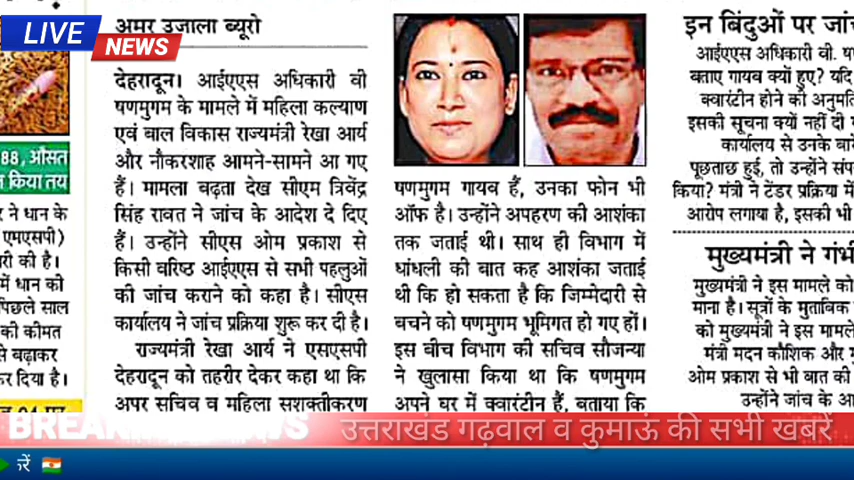 LIVE
NEWS
अमर उजाला ब्यूरो
देहरादून। आईएएस अधिकारी वी
षणमुगम के मामले में महिला कल्याण
एवं बाल विकास राज्यमंत्री रेखा आर्य
और नौकरशाह आमने-सामने आ गए
हैं। मामला बढ़ता देख सीएम त्रिवेंद्र
सिंह रावत ने जांच के आदेश दे दिए
हैं। उन्होंने सीएस ओम प्रकाश से
किसी वरिष्ठ आईएएस से सभी पहलुओं
की जांच कराने को कहा है। सीएस
कार्यालय ने जांच प्रक्रिया शुरू कर दी है।
राज्यमंत्री रेखा आर्य ने एसएसपी
देहरादून को तहरीर देकर कहा था कि
अपर सचिव व महिला सशक्तीकरण
षणमुगम गायब हैं, उनका फोन भी
ऑफ है। उन्होंने अपहरण की आशंका
तक जताई थी। साथ ही विभाग में
धांधली की बात कह आशंका जताई
थी कि हो सकता है कि जिम्मेदारी से
बचने को षणमुगम भूमिगत हो गए हों।
इस बीच विभाग की सचिव सौजन्या
ने खुलासा किया था कि षणमुगम
अपने घर में क्वारंटीन हैं, बताया कि
इन बिंदुओं पर
आईएएस अधिकारी वी.
बताए गायब क्यों हुए? यदि
क्वारंटीन होने की अनुमति
इसकी सूचना क्यों नहीं दी
कार्यालय से उनके
पूछताछ हुई, तो उन्होंने
किया? मंत्री ने टेंडर प्रक्रिया में
आरोप लगाया है, इसकी भी
मुख्यमंत्री ने
मुख्यमंत्री ने इस मामले को
माना है। सूत्रों के मुताबिक
को मुख्यमंत्री ने इस मामले
मंत्री मदन कौशिक और
ओम प्रकाश से भी बात की
उन्होंने जांच के
88, औसत
किया तय
ने धान के
एमएसपी)
की है।
में धान को
पिछले साल
की कीमत
से बढ़ाकर
दिया है।
BREAKING NEWS
उत्तराखंड गढ़वाल व कुमाऊं की सभी खबरें